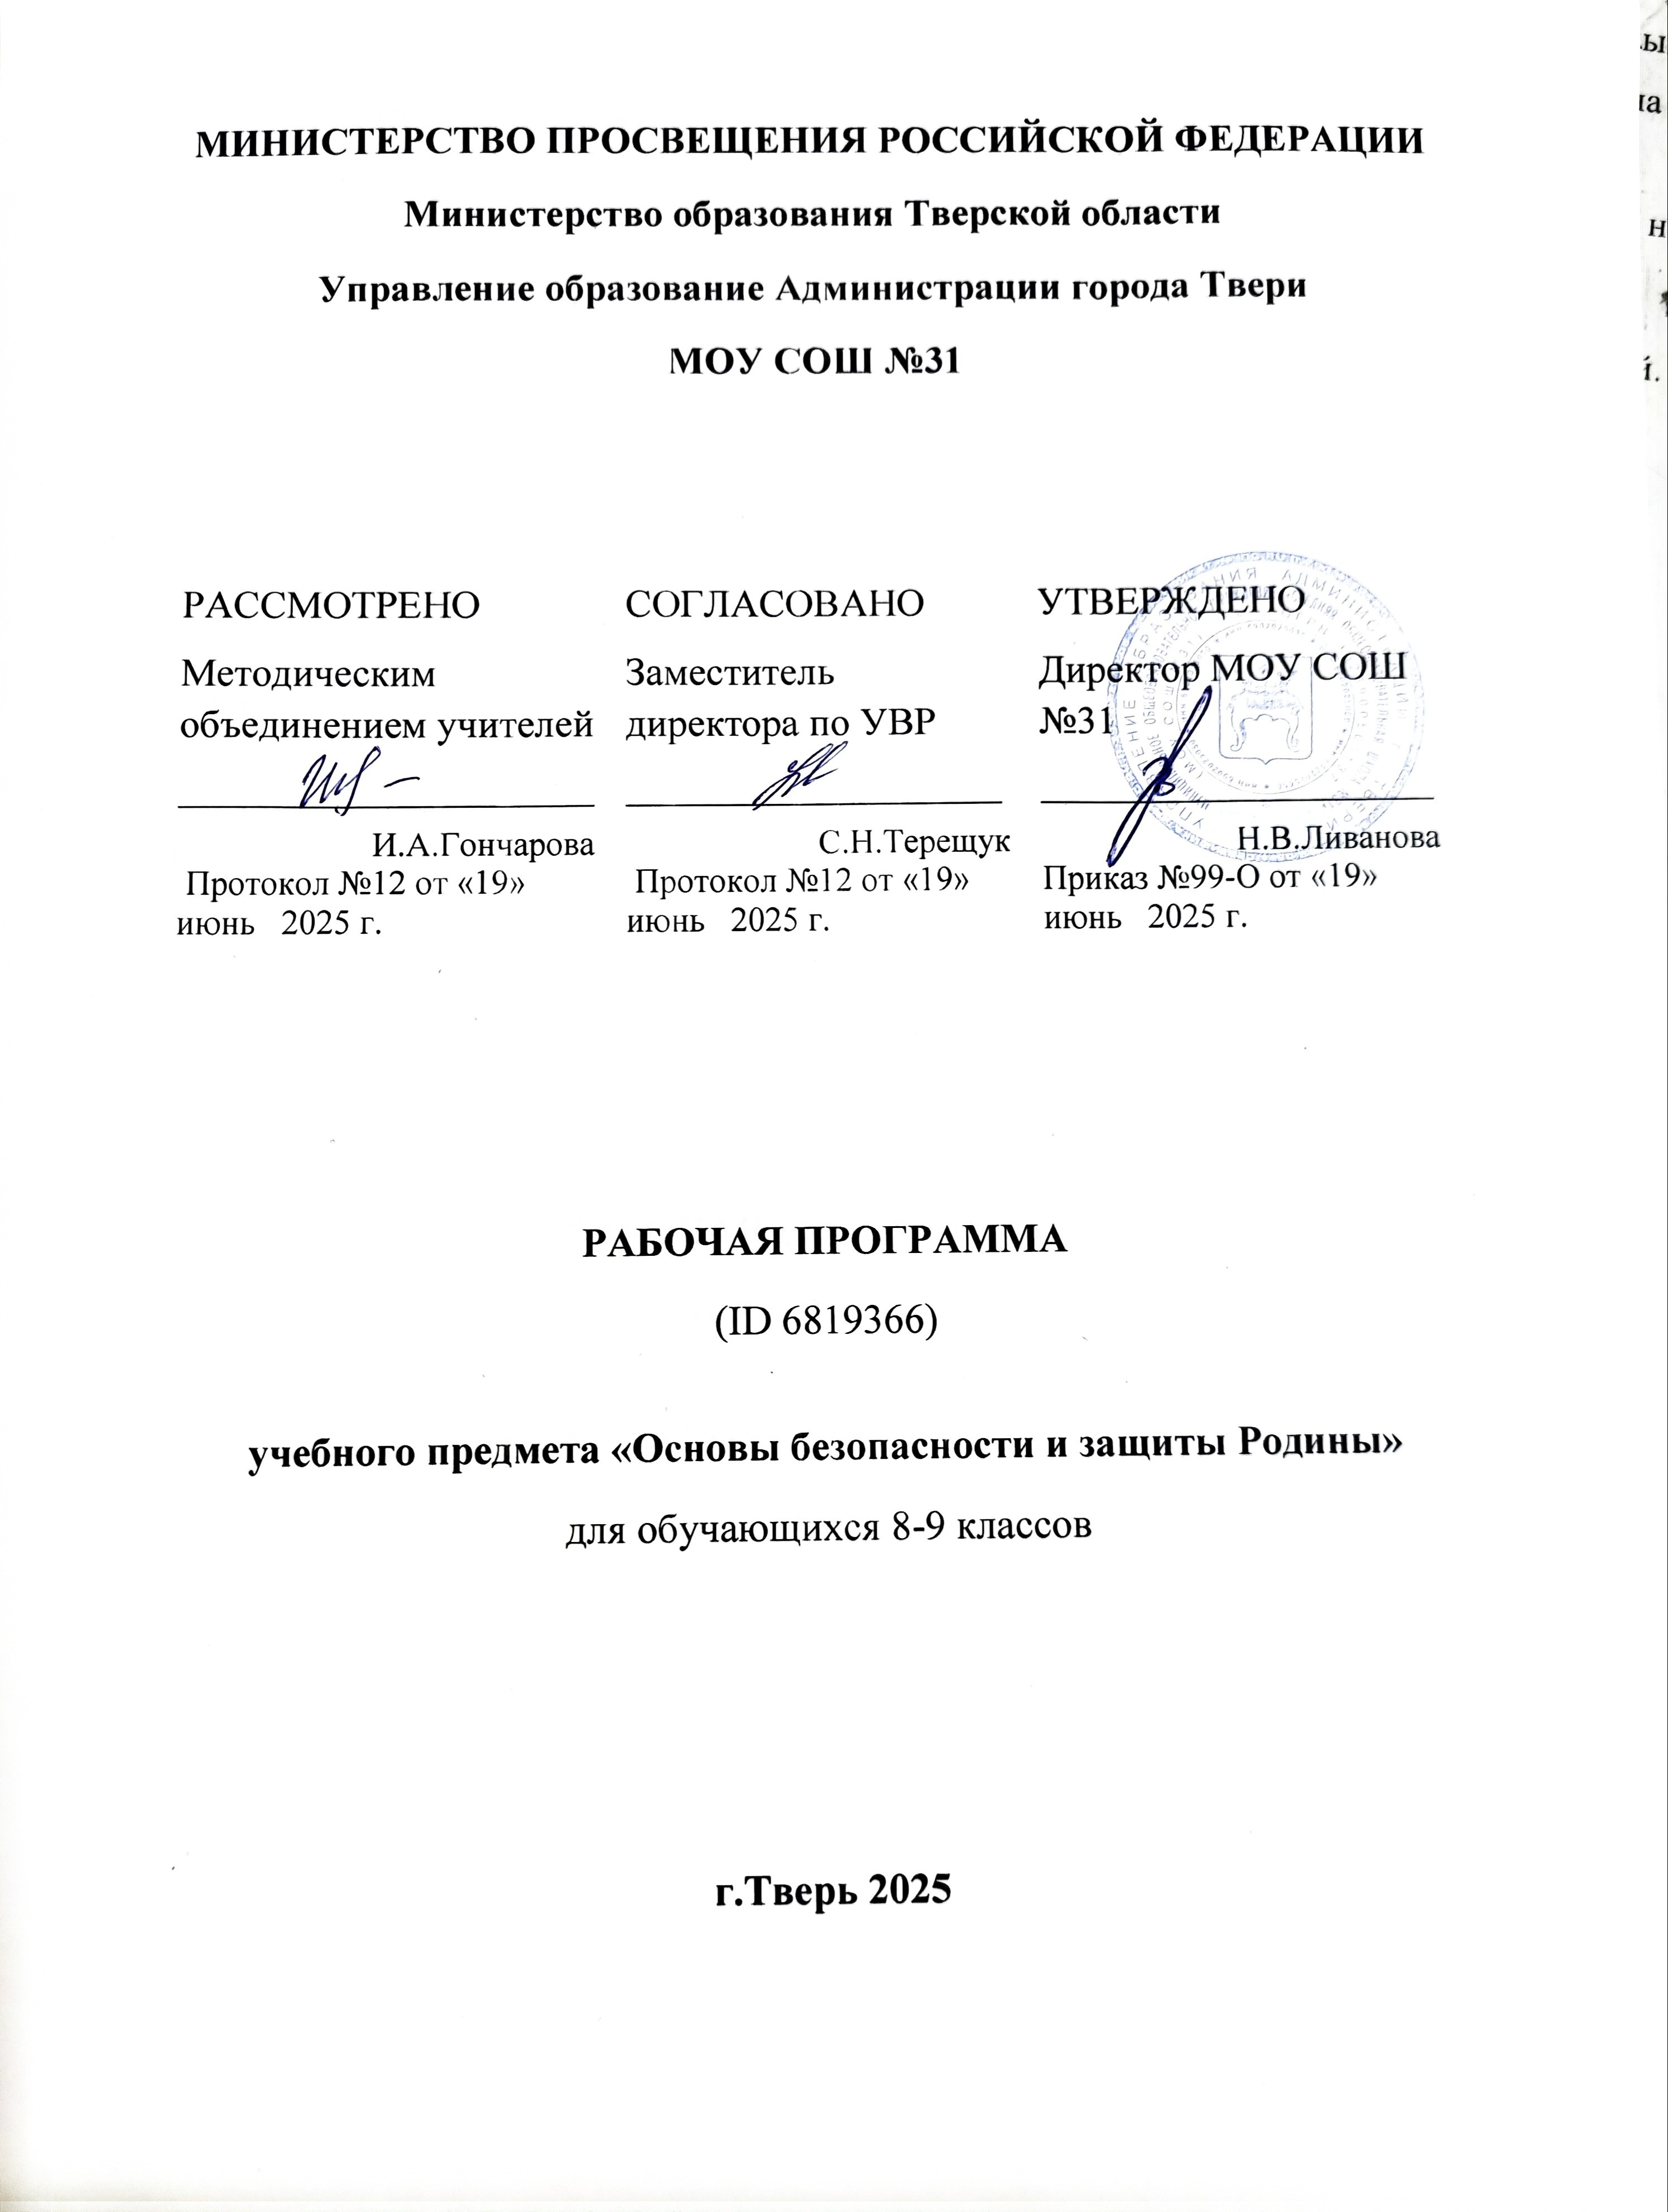 МИНИСТЕРСТВО ПРОСВЕЩЕНИЯ РОССИЙСКОЙ ФЕДЕРАЦИИ
Министерство образования Тверской области
Управление образование Администрации города Твери
МОУ СОШ №31
РАССМОТРЕНО
Методическим
объединением учителей
И.А.Гончарова
Протокол №12 от «19»
июнь 2025 г.
СОГЛАСОВАНО
Заместитель
директора по УВР
С.Н.Терещук
Протокол №12 от «19»
июнь 2025 г.
УТВЕРЖДЕНО
Директор МОУ СОШ
№31
Н.В.Ливанова
Приказ №99-О от «19»
июнь 2025 г.
РАБОЧАЯ ПРОГРАММА
(ID 6819366)
учебного предмета «Основы безопасности и защиты Родины»
для обучающихся 8-9 классов
г.Тверь 2025